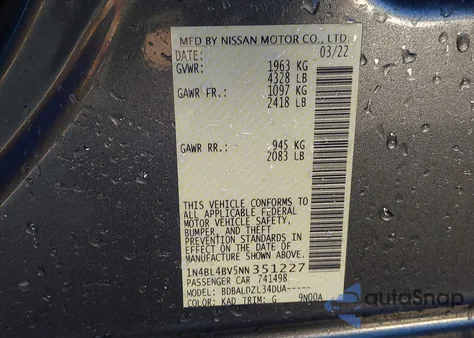 MFD BY NISSAN MOTOR CO., LTD.
DATE: 03/22
GVWR: 1963 KG
4328 LB
GAWR FR.: 1097 KG
2418 LB
GAWR RR.: 945 KG
2083 LB
THIS VEHICLE CONFORMS TO
ALL APPLICABLE FEDERAL
MOTOR VEHICLE SAFETY,
BUMPER, AND THEFT
PREVENTION STANDARDS IN
EFFECT ON THE DATE OF
MANUFACTURE SHOWN ABOVE.
1N4BL4BV5NN351227
PASSENGER CAR 741498
MODEL: BDBALDZL34DUA-----
COLOR: KAD TRIM: G 9N00A
autosnap